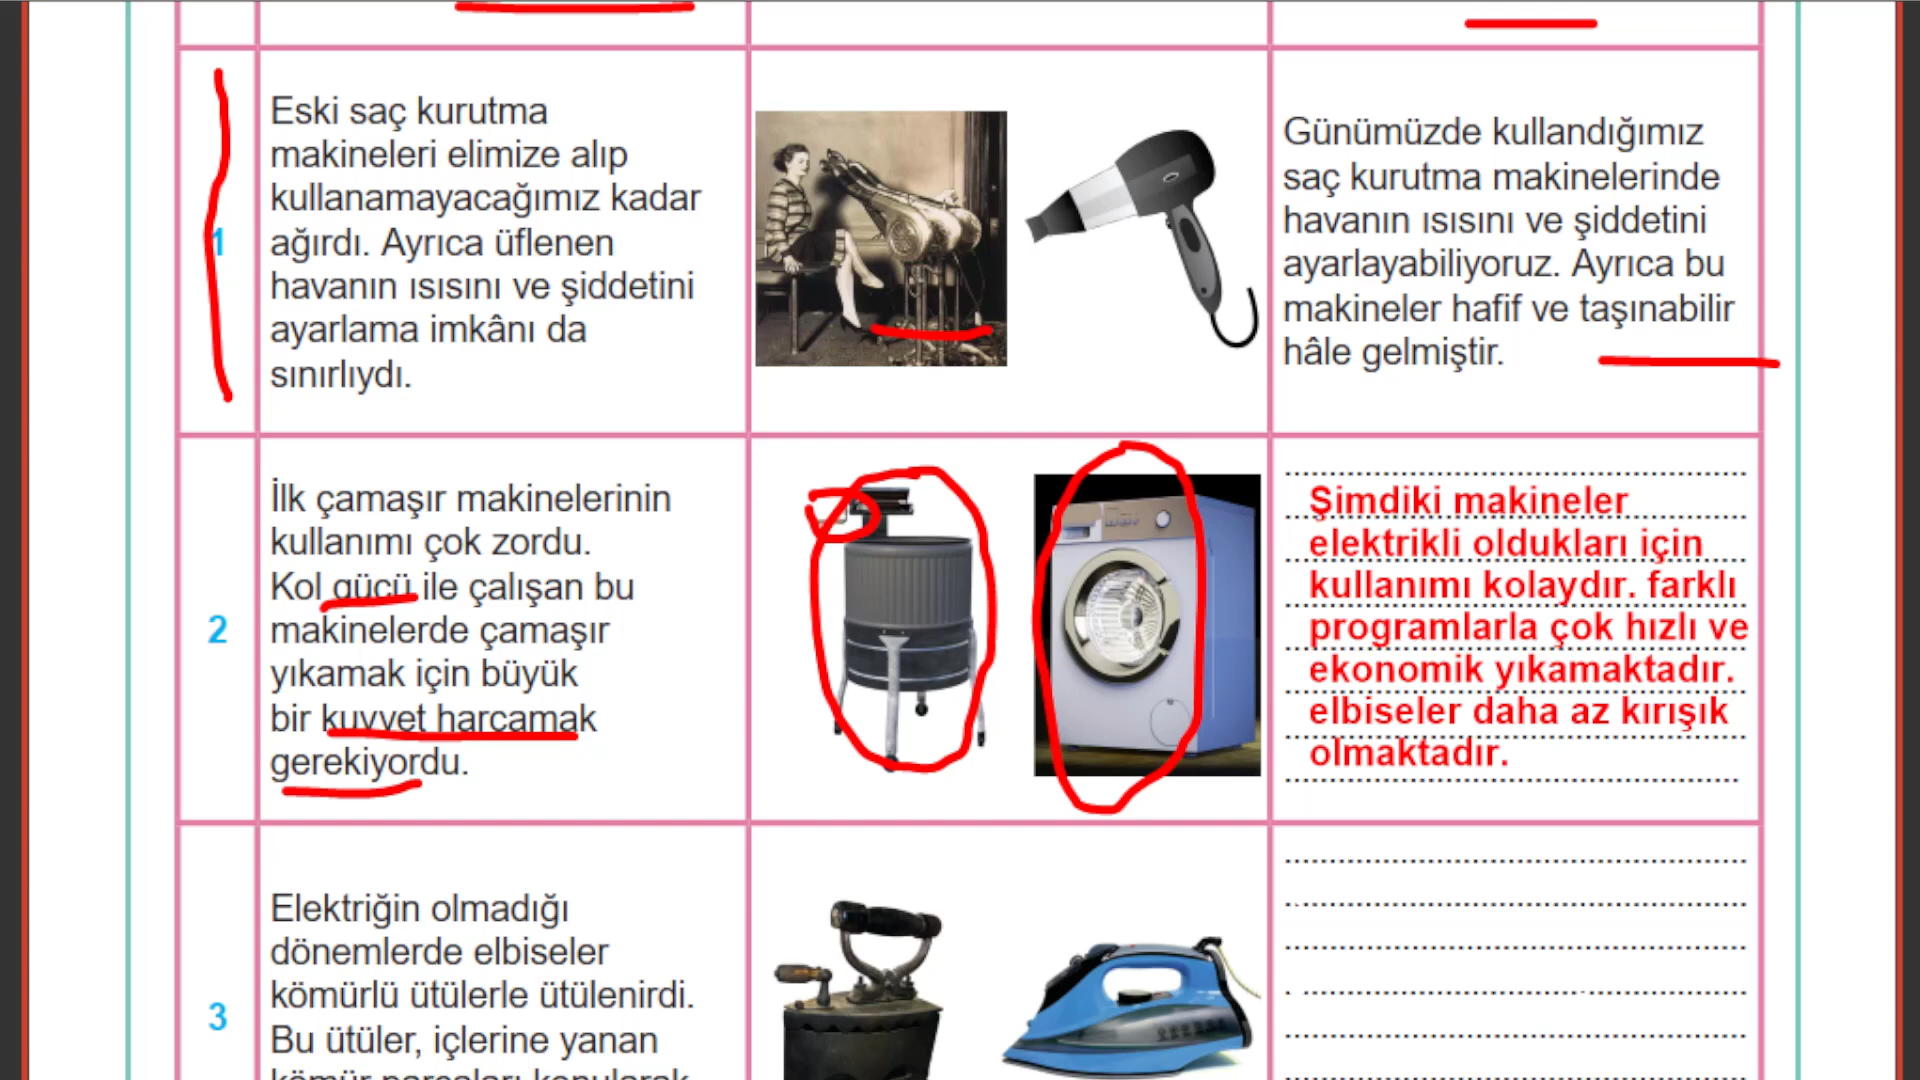 1
Eski saç kurutma
makineleri elimize alıp
kullanamayacağımız kadar
ağırdı. Ayrıca üflenen
havanın ısısını ve şiddetini
ayarlama imkânı da
sınırlıydı.
Günümüzde kullandığımız
saç kurutma makinelerinde
havanın ısısını ve şiddetini
ayarlayabiliyoruz. Ayrıca bu
makineler hafif ve taşınabilir
hâle gelmiştir.
2
İlk çamaşır makinelerinin
kullanımı çok zordu.
Kol gücü ile çalışan bu
makinelerde çamaşır
yıkamak için büyük
bir kuvvet harcamak
gerekiyordu.
Şimdiki makineler
elektrikli oldukları için
kullanımı kolaydır. farklı
programlarla çok hızlı ve
ekonomik yıkamaktadır.
elbiseler daha az kırışık
olmaktadır.
3
Elektriğin olmadığı
dönemlerde elbiseler
kömürlü ütülerle ütülenirdi.
Bu ütüler, içlerine yanan
kömür parçaları konularak